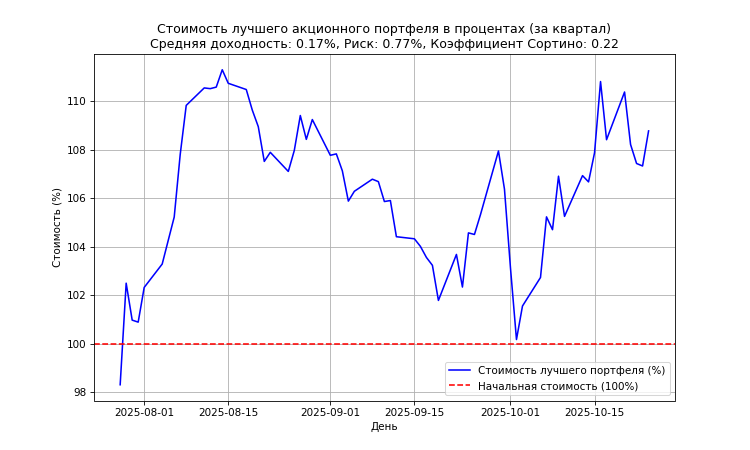 Стоимость лучшего акционного портфеля в процентах (за квартал)
Средняя доходность: 0.17%, Риск: 0.77%, Коэффициент Сортино: 0.22
Стоимость (%)
110
108
106
104
102
100
98
Стоимость лучшего портфеля (%)
Начальная стоимость (100%)
2025-08-01
2025-08-15
2025-09-01
2025-09-15
2025-10-01
2025-10-15
День